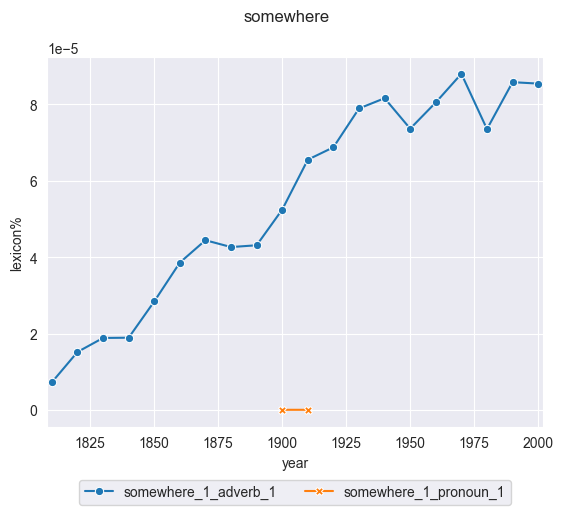 somewhere
1e−5
8
6
4
2
0
lexicon%
1825 1850 1875 1900 1925 1950 1975 2000
year
somewhere_1_adverb_1 somewhere_1_pronoun_1